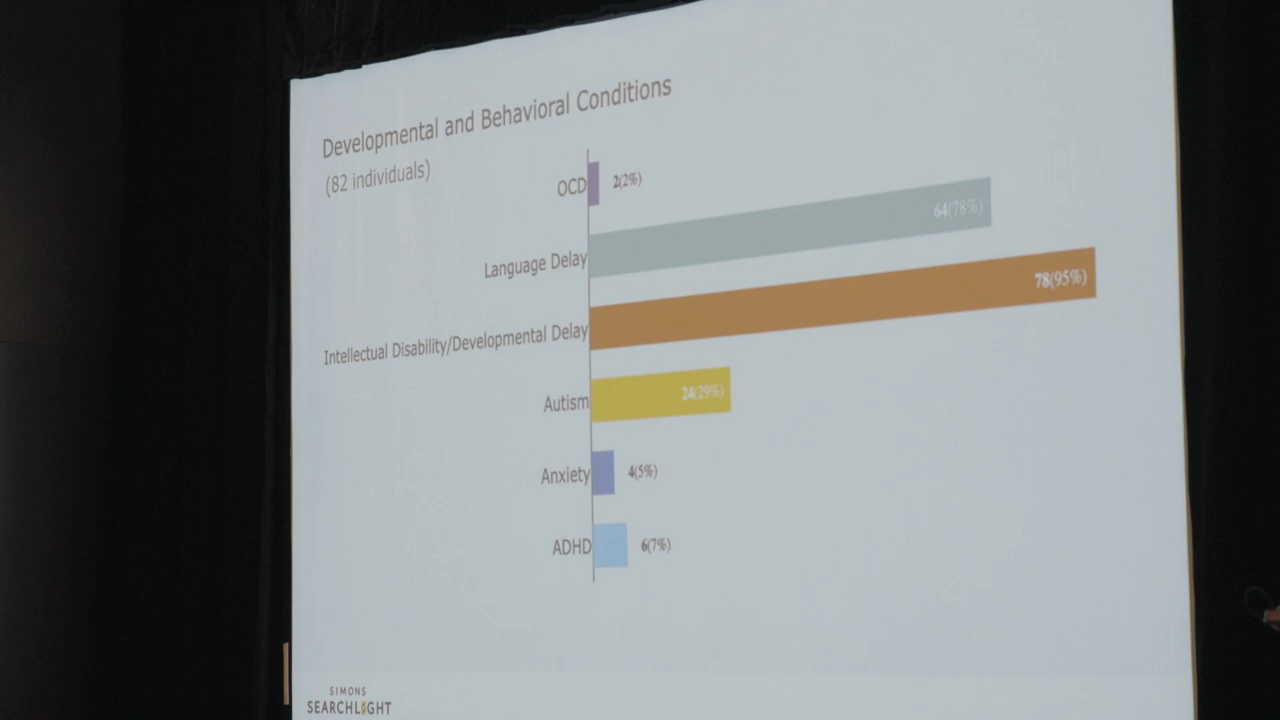 Developmental and Behavioral Conditions
(82 individuals)
OCD 2(2%)
Language Delay 64(78%)
Intellectual Disability/Developmental Delay 78(95%)
Autism 24(29%)
Anxiety 4(5%)
ADHD 6(7%)
SIMONS
SEARCHLIGHT